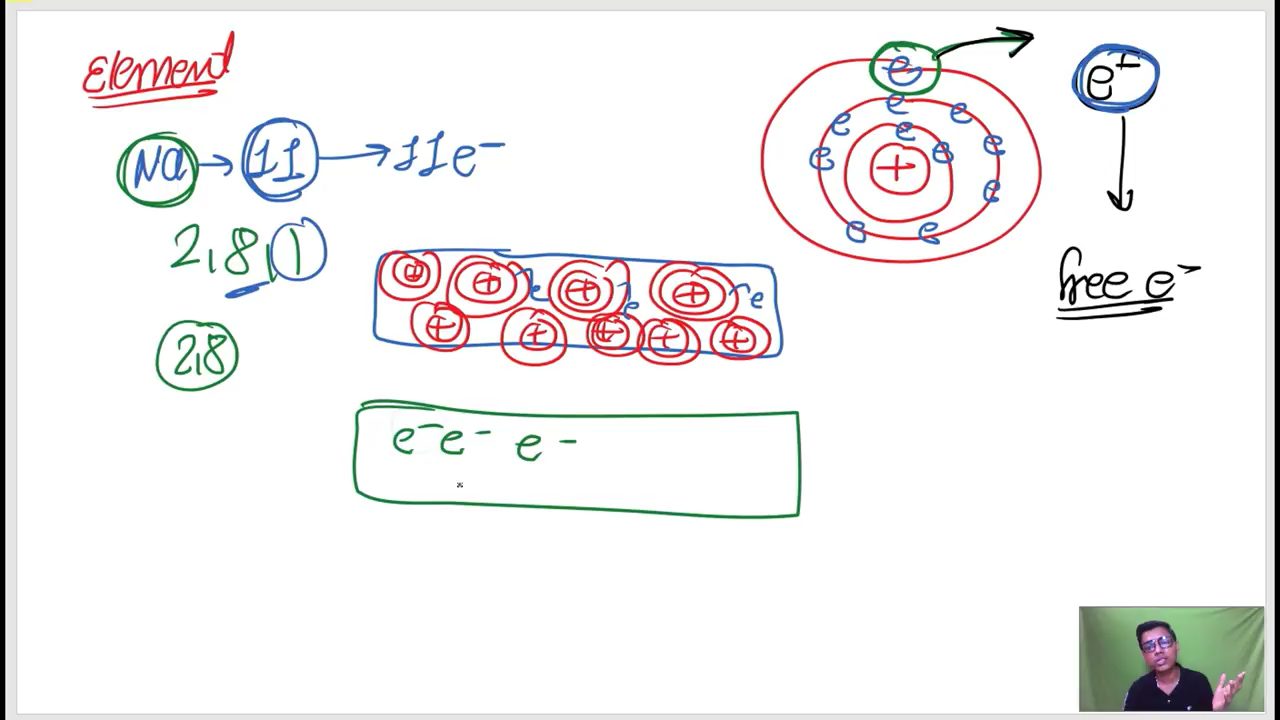 Element
Na → 11 → 11e⁻
2,8,1
2,8
e
e e e
e e e e
e + e
e e
e e
e⁺
free e⁻
+ + + +
e e e
+ + + + +
e⁻ e⁻ e⁻